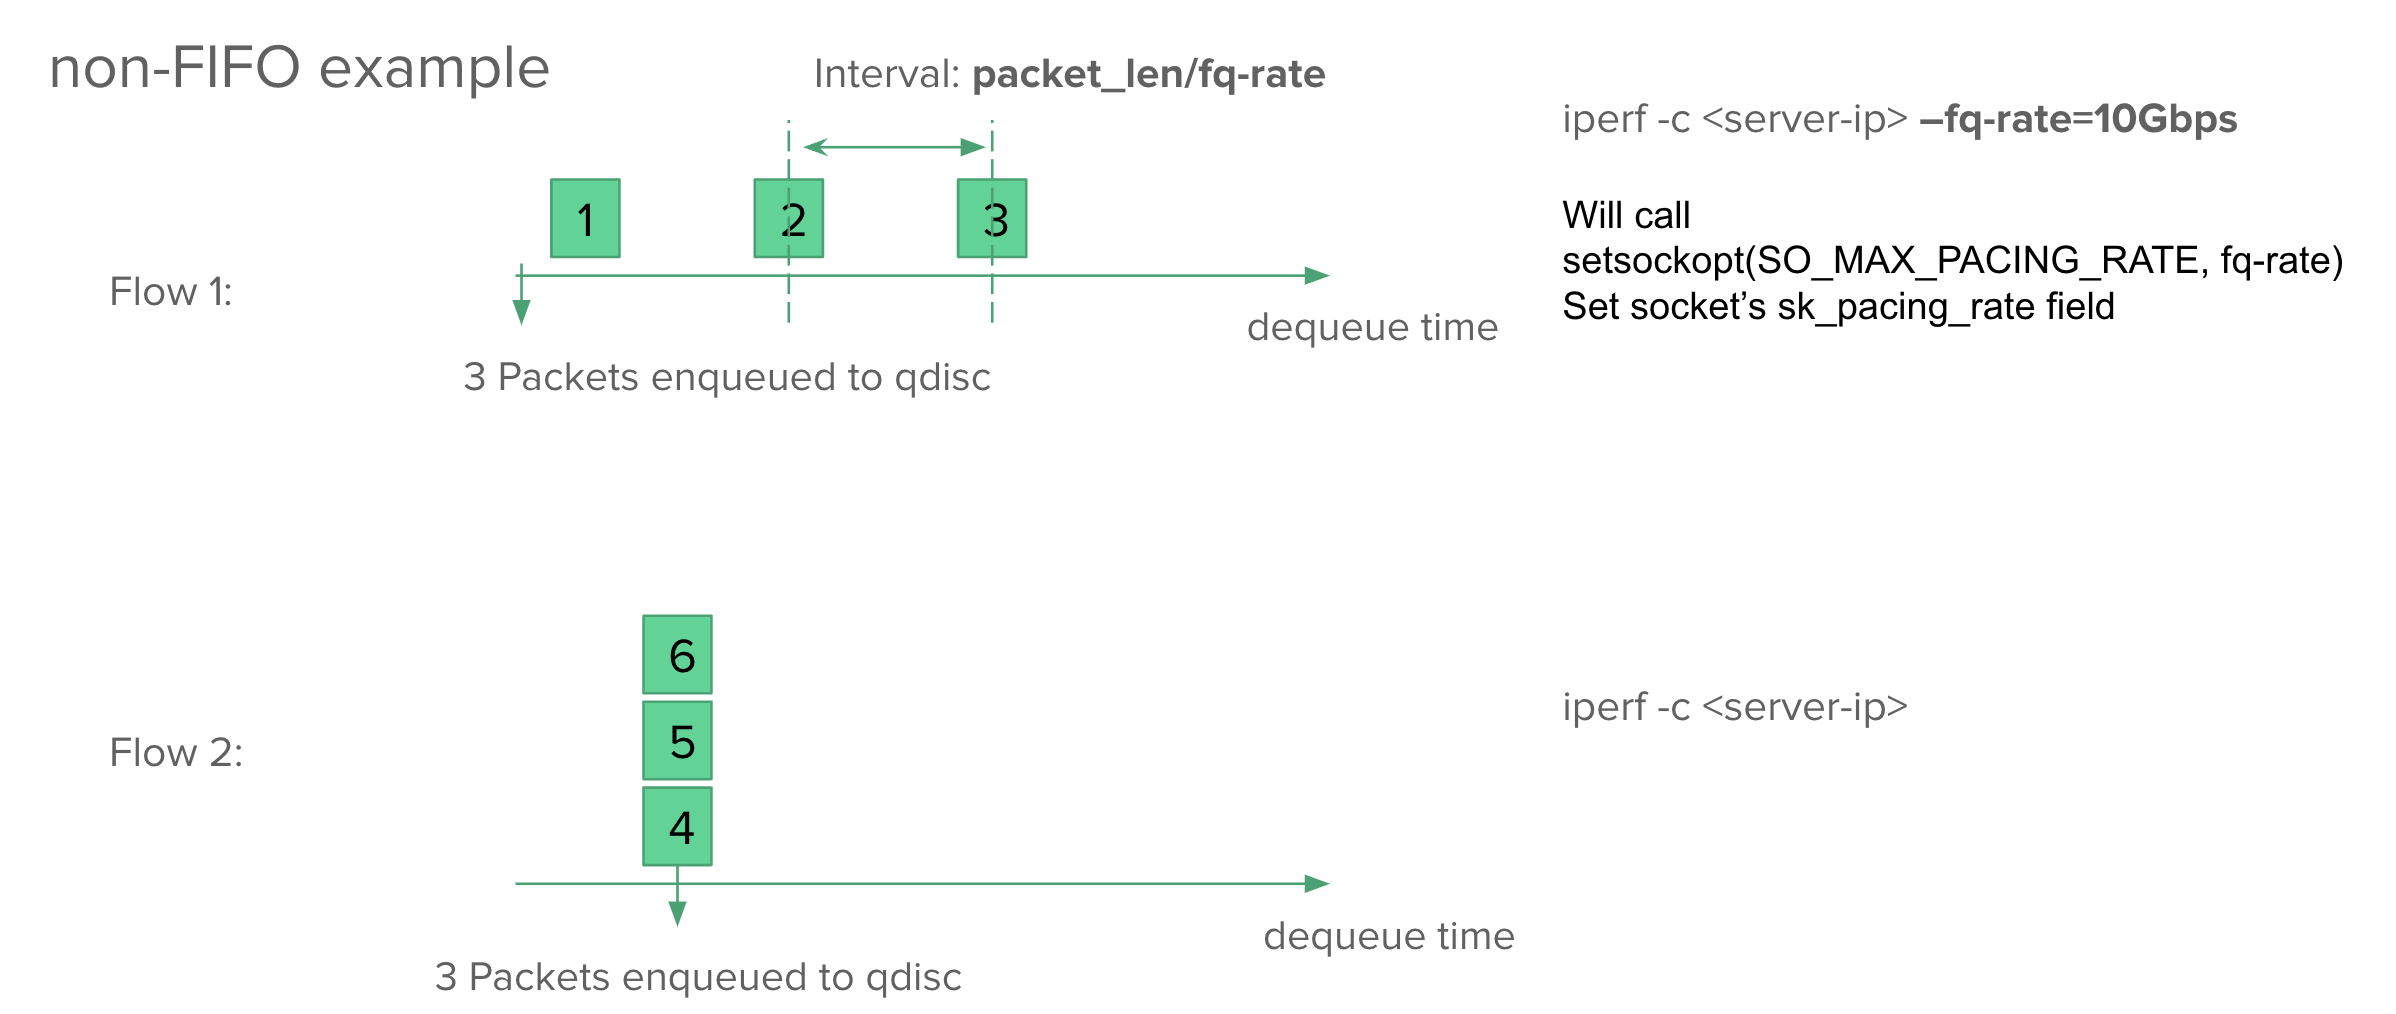 non-FIFO example
Interval: packet_len/fq-rate
iperf -c <server-ip> –fq-rate=10Gbps
1
2
3
Will call
setsockopt(SO_MAX_PACING_RATE, fq-rate)
Set socket’s sk_pacing_rate field
Flow 1:
dequeue time
3 Packets enqueued to qdisc
6
5
4
iperf -c <server-ip>
Flow 2:
dequeue time
3 Packets enqueued to qdisc